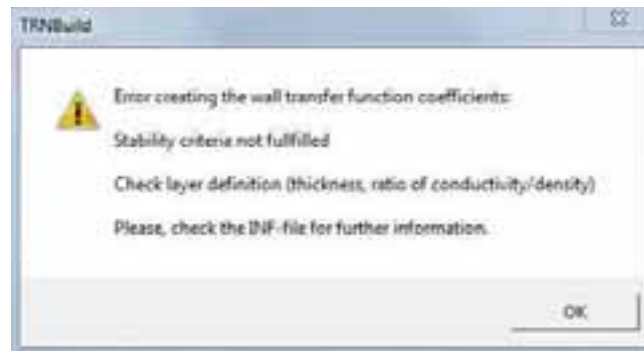 TRNBuild
Error creating the wall transfer function coefficients:
Stability criteria not fullfilled
Check layer definition (thickness, ratio of conductivity/density)
Please, check the INF-file for further information.
OK